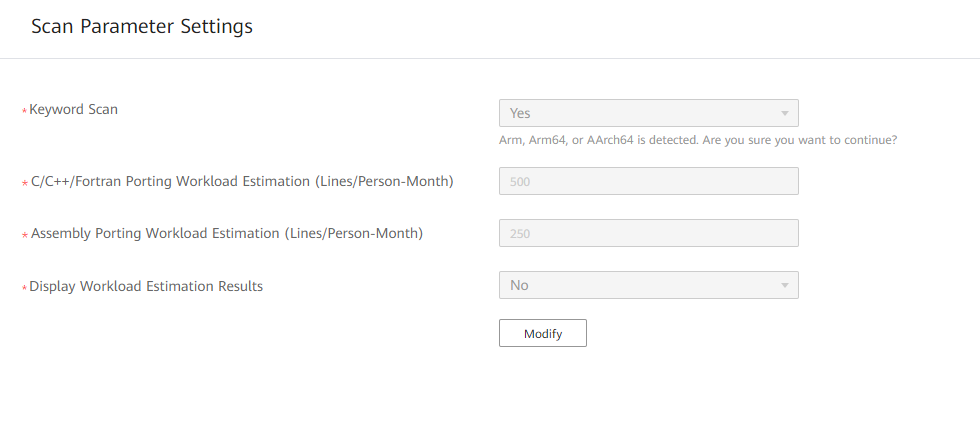 Scan Parameter Settings
* Keyword Scan
Yes
Arm, Arm64, or AArch64 is detected. Are you sure you want to continue?
* C/C++/Fortran Porting Workload Estimation (Lines/Person-Month)
500
* Assembly Porting Workload Estimation (Lines/Person-Month)
250
* Display Workload Estimation Results
No
Modify